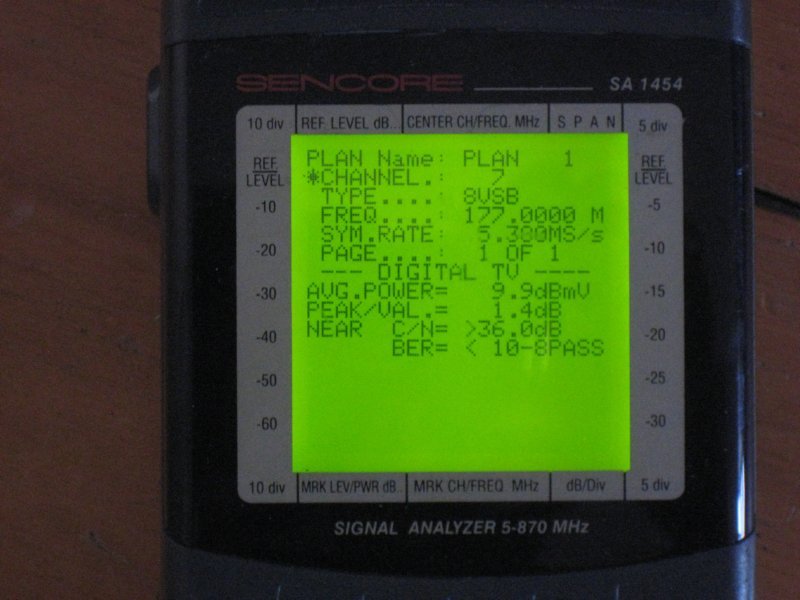 SENCORE SA 1454
10 div REF. LEVEL dB.. CENTER CH/FREQ. MHz S P A N 5 div
REF. LEVEL
-10
-20
-30
-40
-50
-60
PLAN Name: PLAN 1
*CHANNEL.: 7
TYPE....: 8VSB
FREQ....: 177.0000 M
SYM.RATE: 5.380MS/s
PAGE....: 1 OF 1
--- DIGITAL TV ----
AVG.POWER= 9.9dBmV
PEAK/VAL.= 1.4dB
NEAR C/N= >36.0dB
BER= < 10-8PASS
REF. LEVEL
-5
-10
-15
-20
-25
-30
10 div MRK LEV/PWR dB.. MRK CH/FREQ. MHz dB/Div 5 div
SIGNAL ANALYZER 5-870 MHz